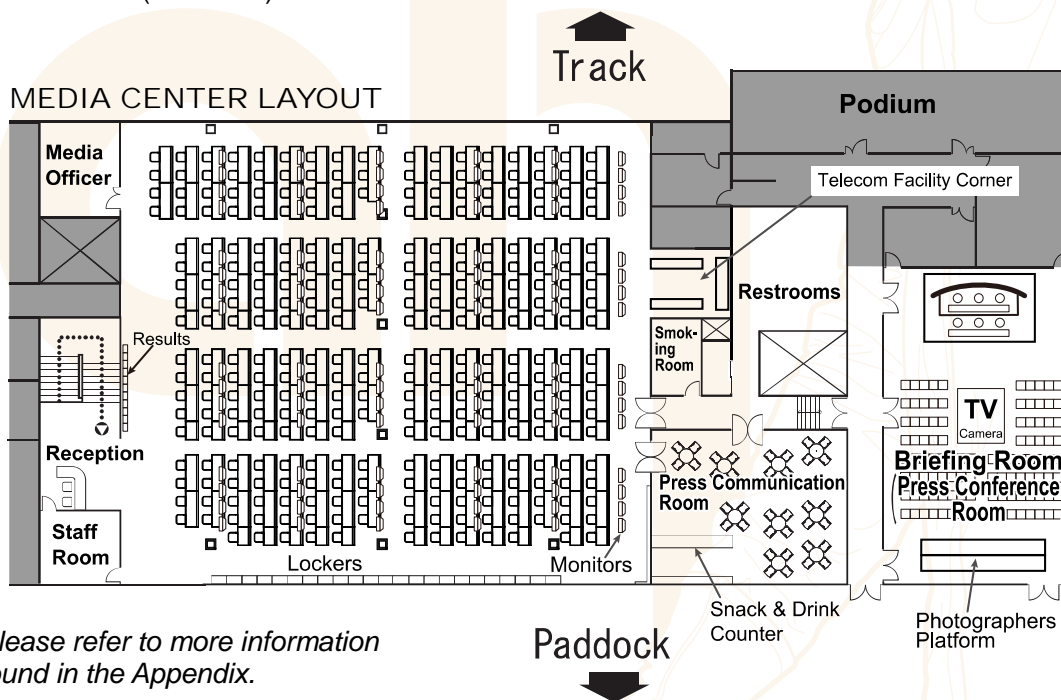 Track
MEDIA CENTER LAYOUT
Podium
Media
Officer
Telecom Facility Corner
Restrooms
Results
Smok-
ing
Room
TV
Camera
Reception
Briefing Room
Press Conference
Room
Press Communication
Room
Staff
Room
Lockers
Monitors
Snack & Drink
Counter
Photographers
Platform
Paddock
lease refer to more information
ound in the Appendix.